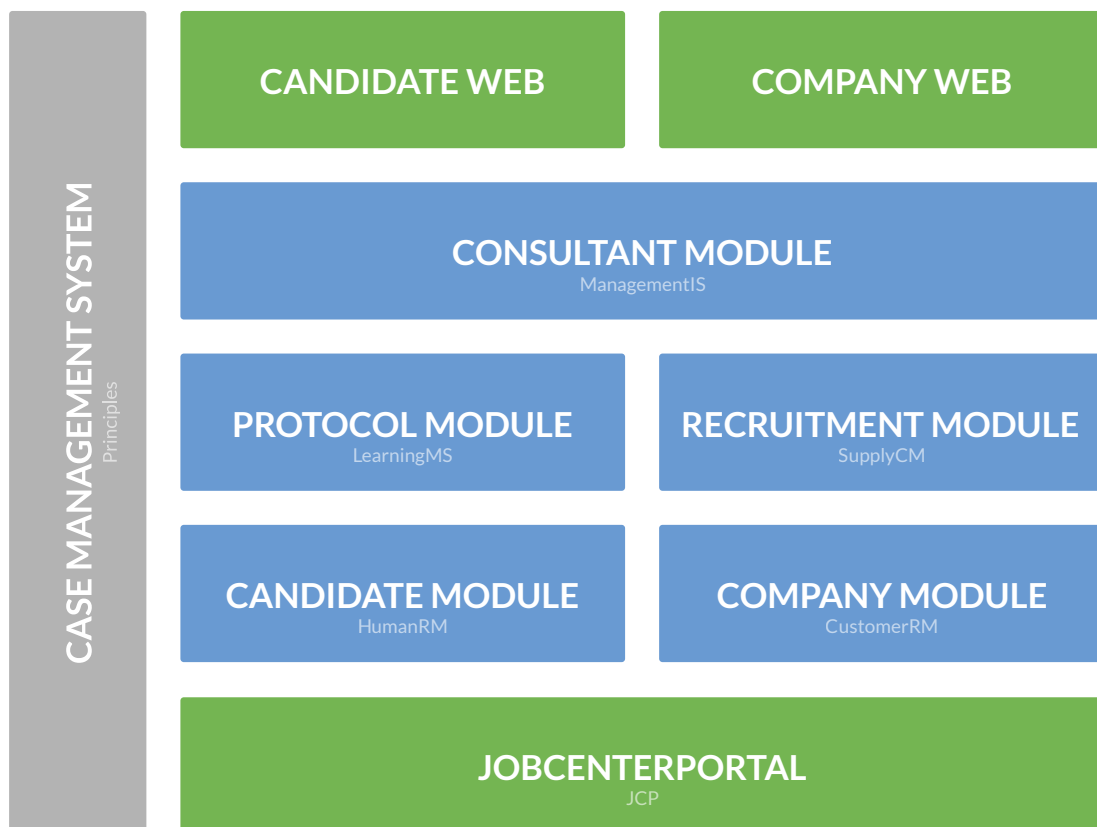 CASE MANAGEMENT SYSTEM
Principles
CANDIDATE WEB
COMPANY WEB
CONSULTANT MODULE
ManagementIS
PROTOCOL MODULE
LearningMS
RECRUITMENT MODULE
SupplyCM
CANDIDATE MODULE
HumanRM
COMPANY MODULE
CustomerRM
JOBCENTERPORTAL
JCP